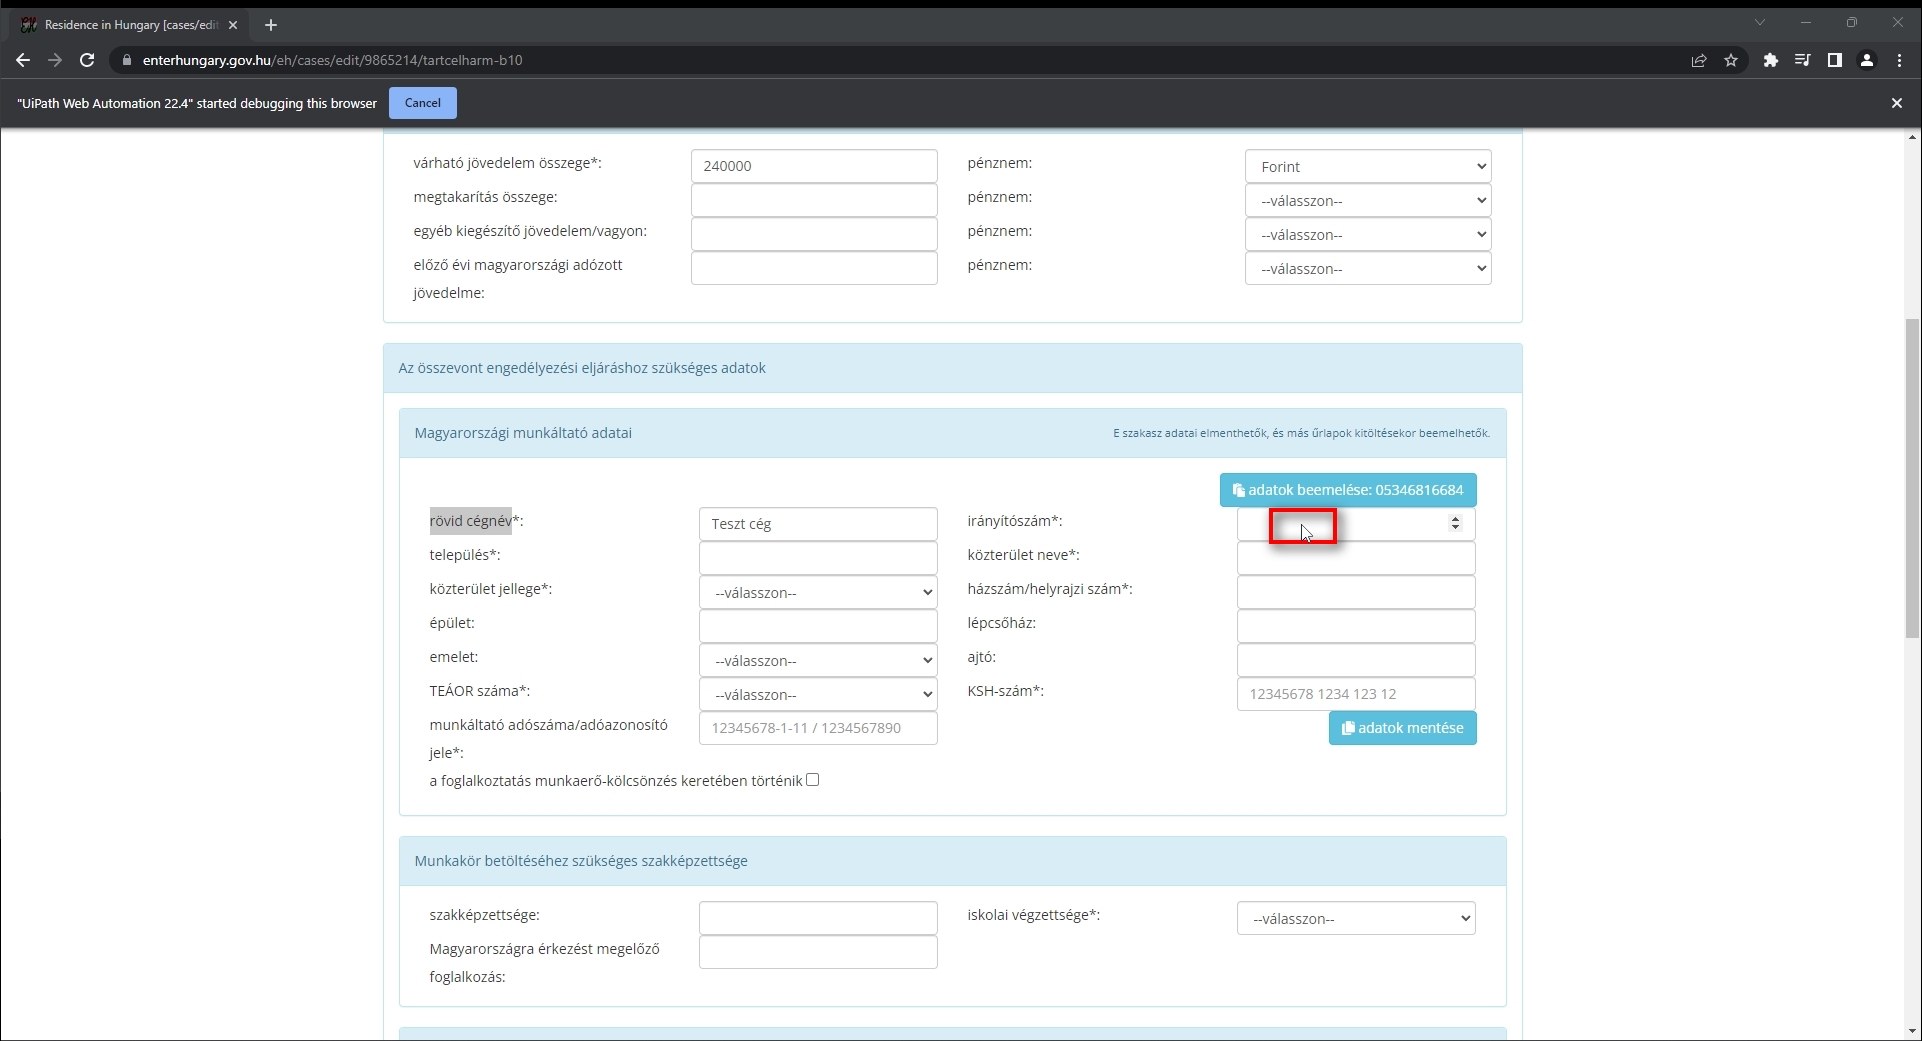 Residence in Hungary [cases/edit
enterhungary.gov.hu/eh/cases/edit/9865214/tartcelharm-b10
"UiPath Web Automation 22.4" started debugging this browser Cancel
várható jövedelem összege*: 240000 pénznem: Forint
megtakarítás összege: pénznem: --válasszon--
egyéb kiegészítő jövedelem/vagyon: pénznem: --válasszon--
előző évi magyarországi adózott pénznem: --válasszon--
jövedelme:
Az összevont engedélyezési eljáráshoz szükséges adatok
Magyarországi munkáltató adatai E szakasz adatai elmenthetők, és más űrlapok kitöltésekor beemelhetők.
adatok beemelése: 05346816684
rövid cégnév*: Teszt cég irányítószám*:
település*: közterület neve*:
közterület jellege*: --válasszon-- házszám/helyrajzi szám*:
épület: lépcsőház:
emelet: --válasszon-- ajtó:
TEÁOR száma*: --válasszon-- KSH-szám*: 12345678 1234 123 12
munkáltató adószáma/adóazonosító 12345678-1-11 / 1234567890 adatok mentése
jele*:
a foglalkoztatás munkaerő-kölcsönzés keretében történik
Munkakör betöltéséhez szükséges szakképzettsége
szakképzettsége: iskolai végzettsége*: --válasszon--
Magyarországra érkezést megelőző
foglalkozás: